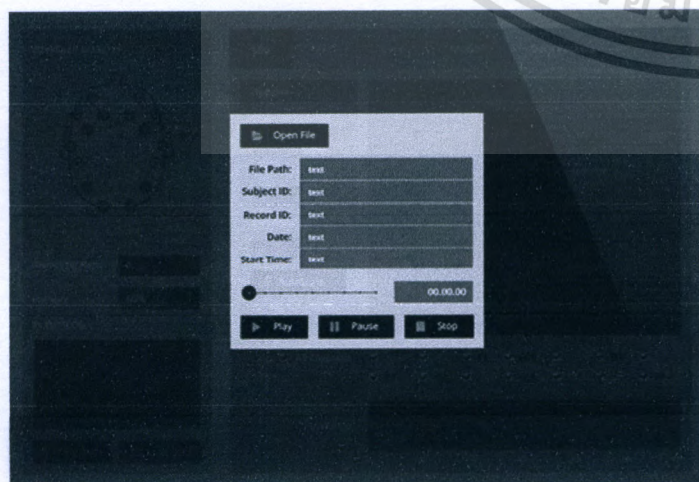 Open File
File Path: text
Subject ID: text
Record ID: text
Date: text
Start Time: text
00.00.00
Play Pause Stop